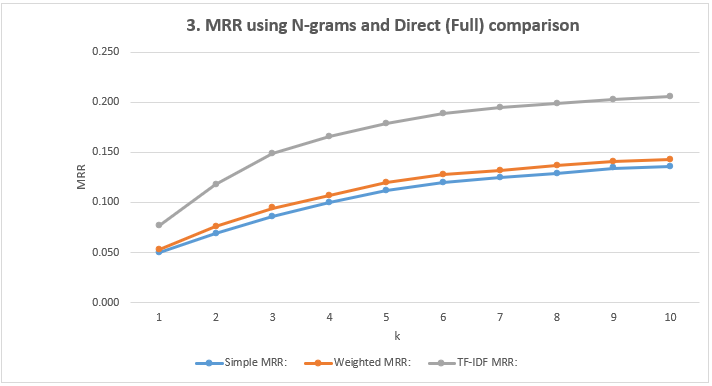 3. MRR using N-grams and Direct (Full) comparison
0.250
0.200
0.150
0.100
0.050
0.000
MRR
1 2 3 4 5 6 7 8 9 10
k
Simple MRR: Weighted MRR: TF-IDF MRR: